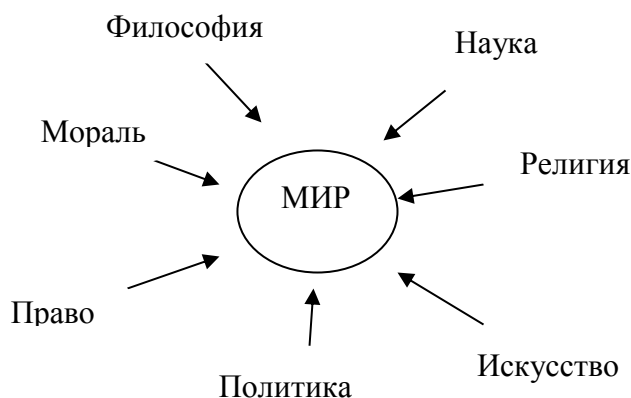 Философия
Наука
Мораль
Религия
МИР
Право
Искусство
Политика